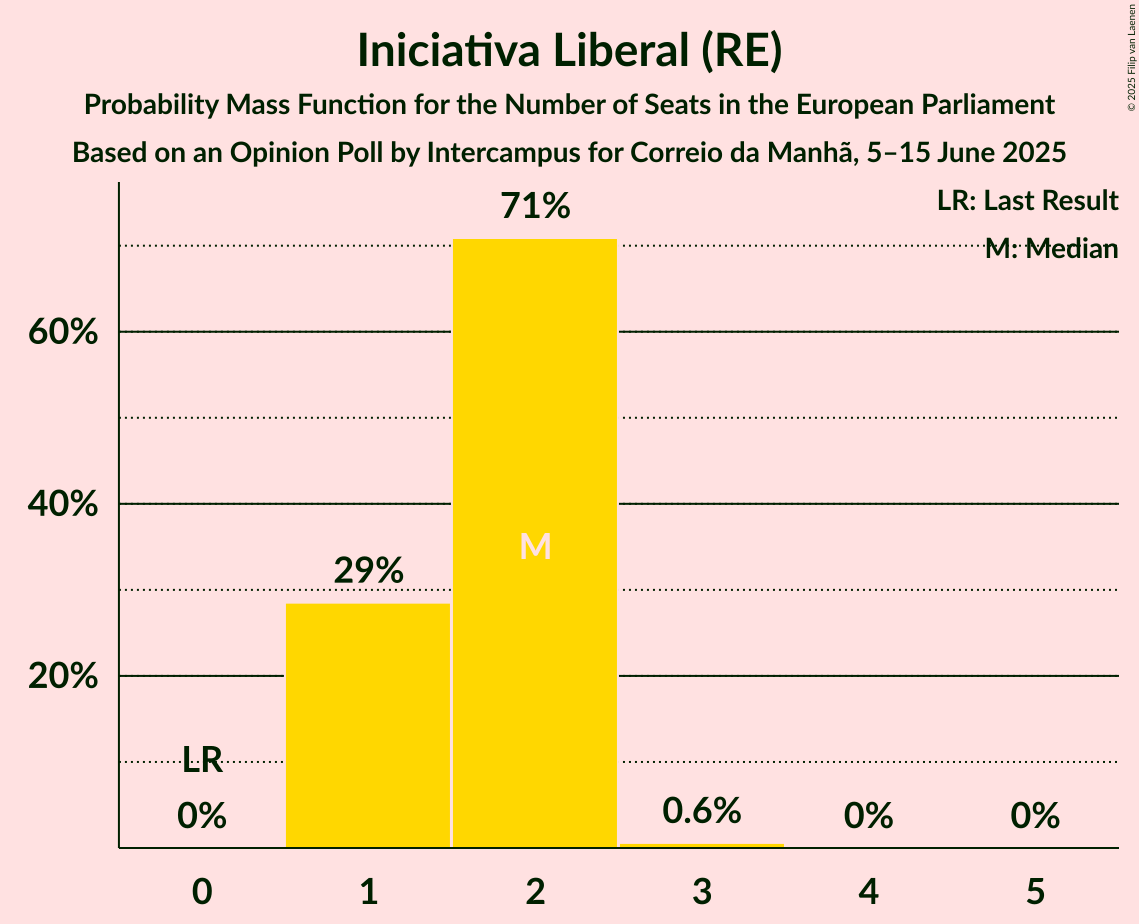 Iniciativa Liberal (RE)
Probability Mass Function for the Number of Seats in the European Parliament
Based on an Opinion Poll by Intercampus for Correio da Manhã, 5–15 June 2025
© 2025 Filip van Laenen
LR: Last Result
M: Median
71%
60%
40%
M
29%
20%
LR
0%
0.6%
0%
0%
0 1 2 3 4 5